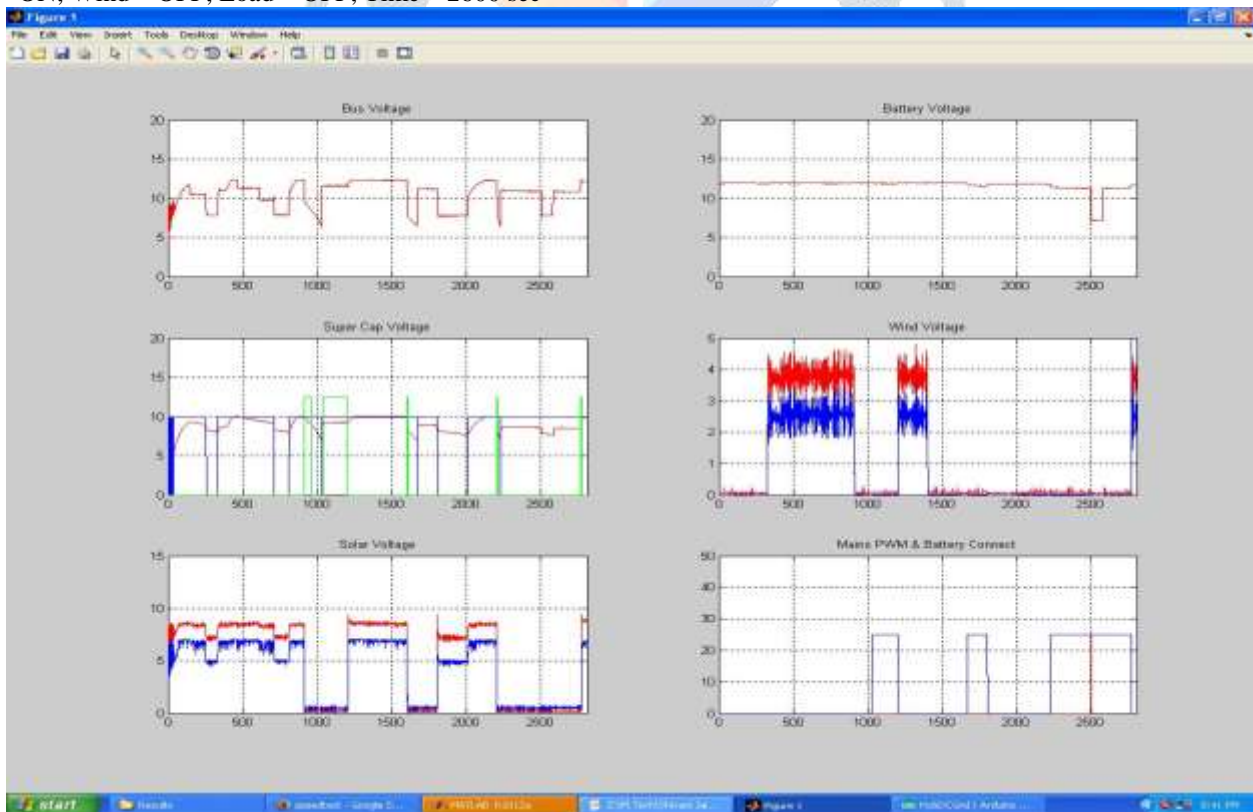 ON, Wind = OFF, Load = OFF, Time = 2600 sec
Figure 1
File Edit View Insert Tools Desktop Window Help
Bus Voltage
20
15
10
5
0
0 500 1000 1500 2000 2500
Battery Voltage
20
15
10
5
0
0 500 1000 1500 2000 2500
Super Cap Voltage
20
15
10
5
0
0 500 1000 1500 2000 2500
Wind Voltage
5
4
3
2
1
0
0 500 1000 1500 2000 2500
Solar Voltage
15
10
5
0
0 500 1000 1500 2000 2500
Mains PWM & Battery Connect
50
40
30
20
10
0
0 500 1000 1500 2000 2500
start
Results
Figure 1